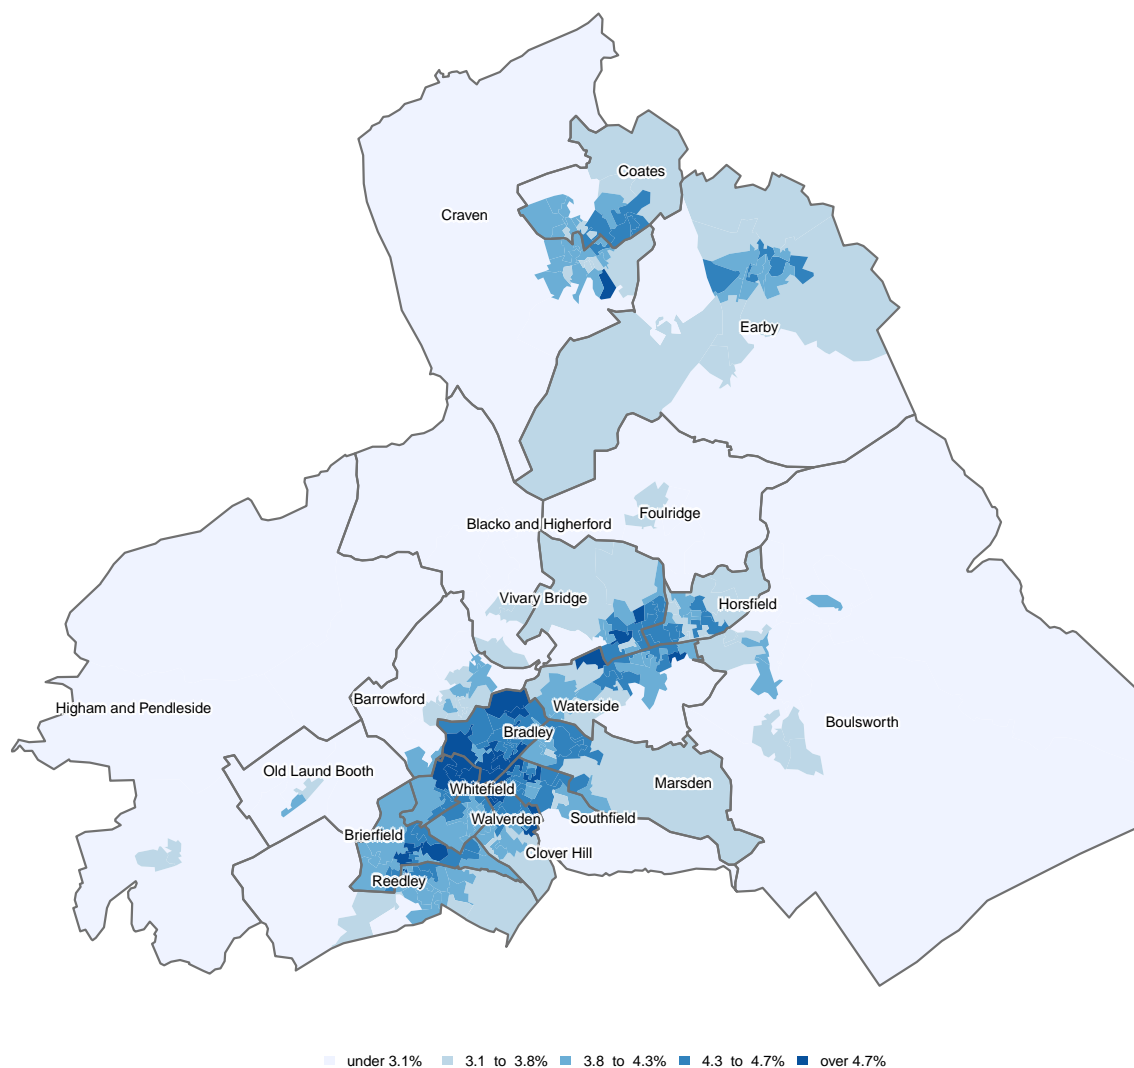 Coates
Craven
Earby
Foulridge
Blacko and Higherford
Vivary Bridge
Horsfield
Barrowford
Waterside
Higham and Pendleside
Boulsworth
Bradley
Old Laund Booth
Marsden
Whitefield
Walverden
Southfield
Brierfield
Clover Hill
Reedley
under 3.1% 3.1 to 3.8% 3.8 to 4.3% 4.3 to 4.7% over 4.7%